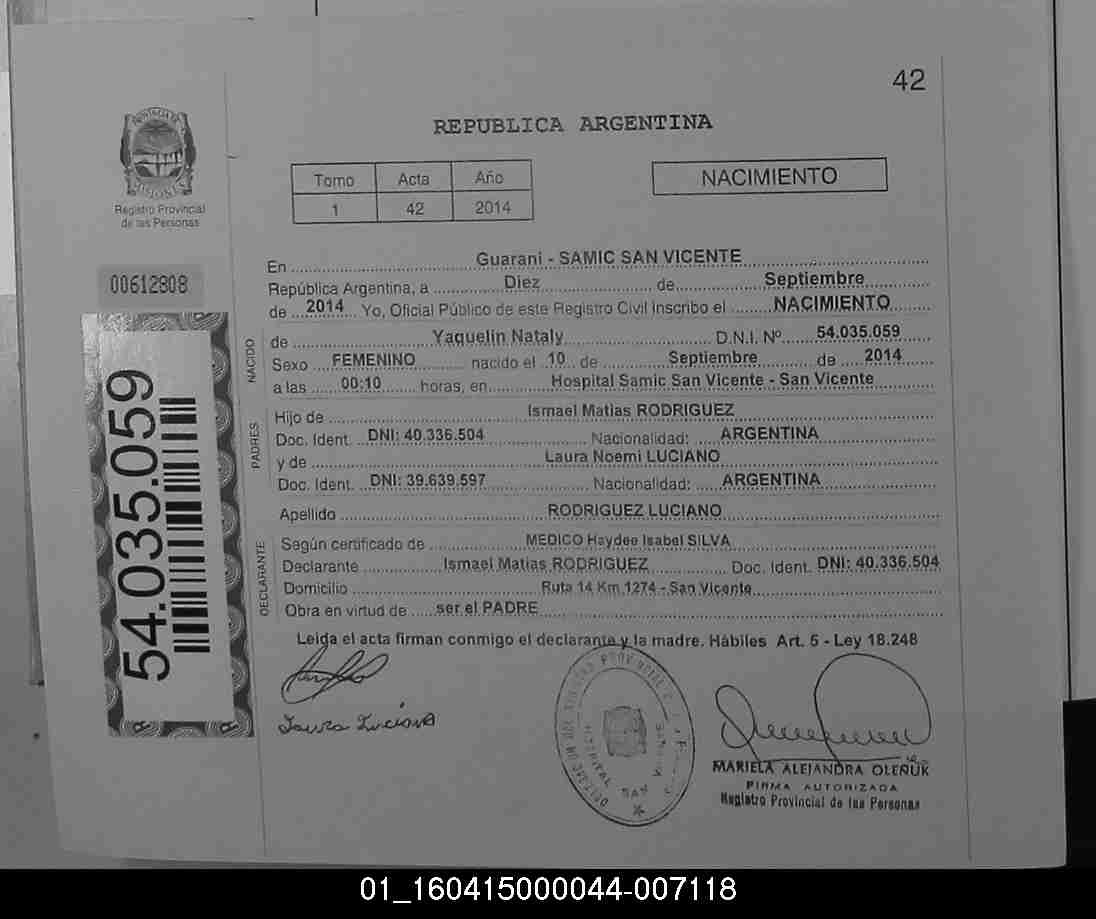 42
REPUBLICA ARGENTINA
Tomo Acta Año
1 42 2014
NACIMIENTO
PROVINCIA DE
MISIONES
Registro Provincial
de las Personas
00612808
54.035.059
En Guarani - SAMIC SAN VICENTE
República Argentina, a Diez de Septiembre
de 2014 Yo, Oficial Público de este Registro Civil Inscribo el NACIMIENTO
NACIDO
de Yaquelin Nataly D.N.I. Nº 54.035.059
Sexo FEMENINO nacido el 10 de Septiembre de 2014
a las 00:10 horas, en Hospital Samic San Vicente - San Vicente
PADRES
Hijo de Ismael Matias RODRIGUEZ
Doc. Ident. DNI: 40.336.504 Nacionalidad: ARGENTINA
y de Laura Noemi LUCIANO
Doc. Ident. DNI: 39.639.597 Nacionalidad: ARGENTINA
Apellido RODRIGUEZ LUCIANO
DECLARANTE
Según certificado de MEDICO Haydee Isabel SILVA
Declarante Ismael Matias RODRIGUEZ Doc. Ident. DNI: 40.336.504
Domicilio Ruta 14 Km 1274 - San Vicente
Obra en virtud de ser el PADRE
Leida el acta firman conmigo el declarante y la madre. Hábiles Art. 5 - Ley 18.248
Laura Luciano
HOSPITAL SAN VICENTE
MARIELA ALEJANDRA OLEÑUK
FIRMA AUTORIZADA
Registro Provincial de las Personas
01_160415000044-007118